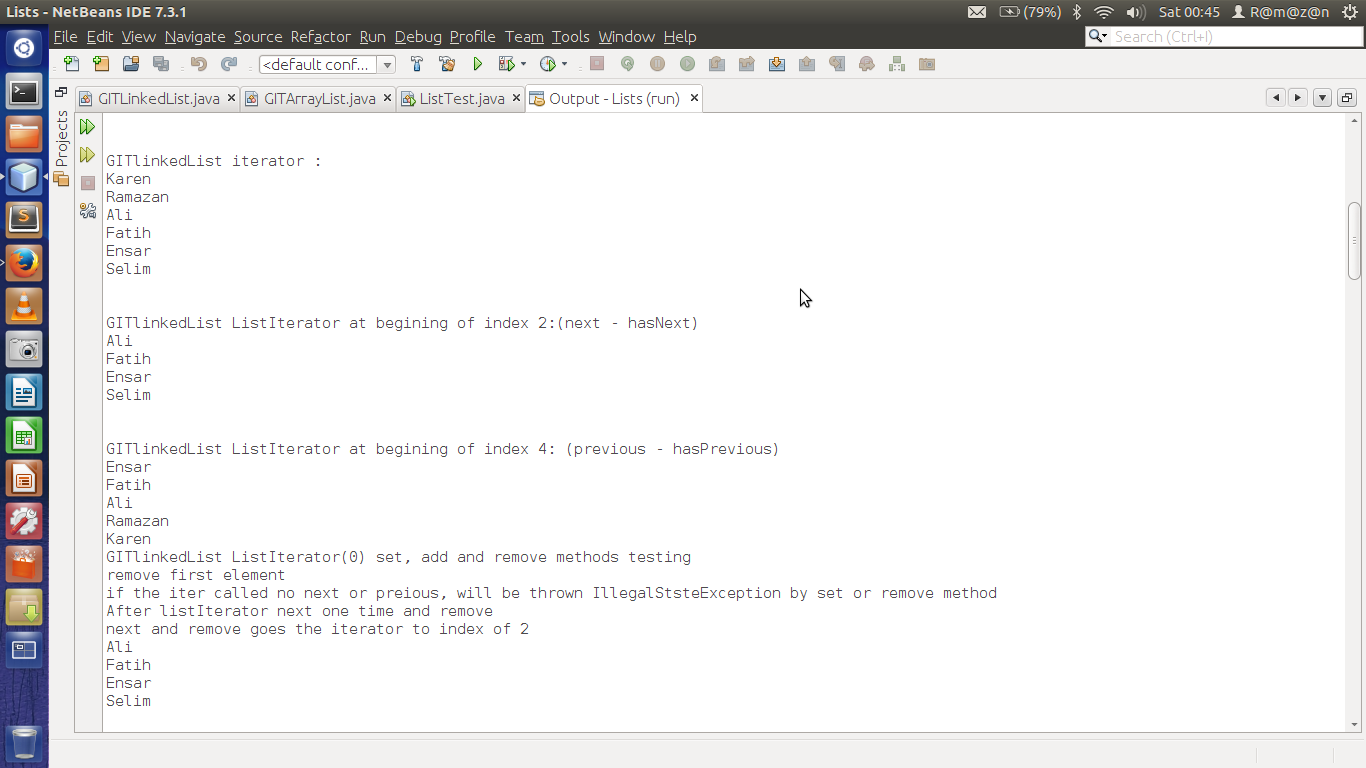 Lists - NetBeans IDE 7.3.1
(79%)
Sat 00:45
R@m@z@n
File Edit View Navigate Source Refactor Run Debug Profile Team Tools Window Help
Search (Ctrl+I)
<default conf...
GITLinkedList.java
GITArrayList.java
ListTest.java
Output - Lists (run)
Projects
GITlinkedList iterator :
Karen
Ramazan
Ali
Fatih
Ensar
Selim
GITlinkedList ListIterator at begining of index 2:(next - hasNext)
Ali
Fatih
Ensar
Selim
GITlinkedList ListIterator at begining of index 4: (previous - hasPrevious)
Ensar
Fatih
Ali
Ramazan
Karen
GITlinkedList ListIterator(0) set, add and remove methods testing
remove first element
if the iter called no next or preious, will be thrown IllegalStsteException by set or remove method
After listIterator next one time and remove
next and remove goes the iterator to index of 2
Ali
Fatih
Ensar
Selim